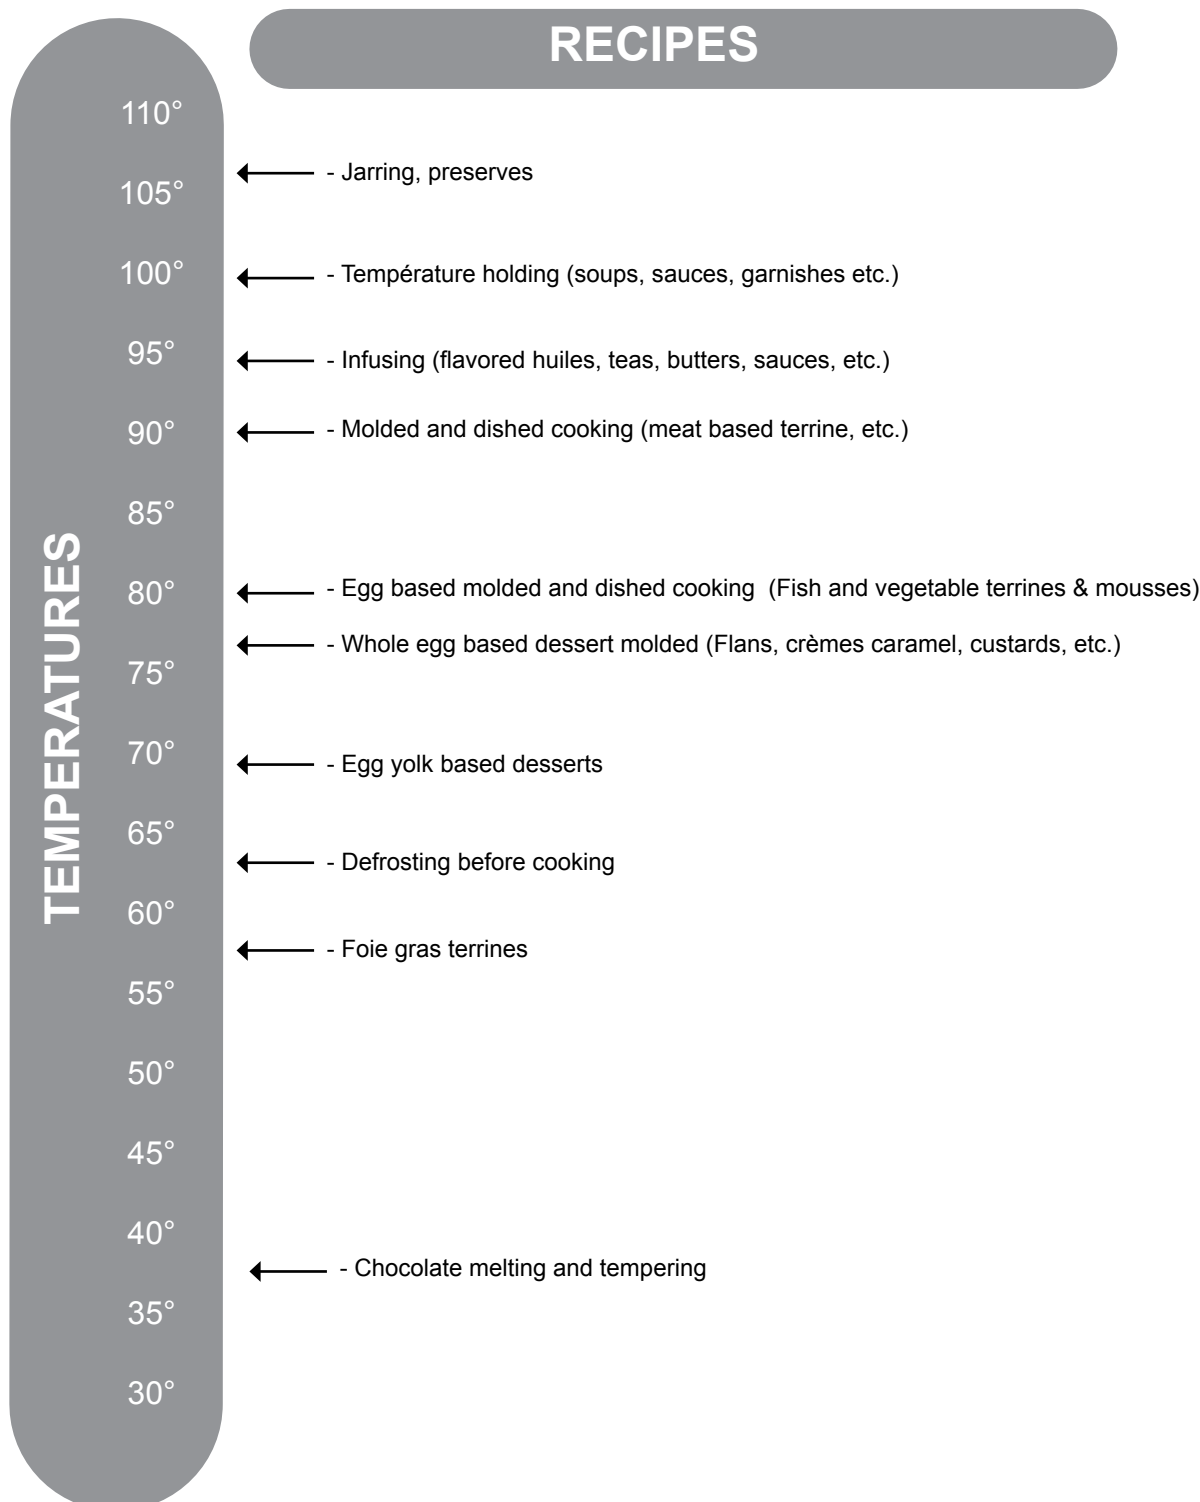 RECIPES
TEMPERATURES
110°
- Jarring, preserves
105°
100°
- Température holding (soups, sauces, garnishes etc.)
95°
- Infusing (flavored huiles, teas, butters, sauces, etc.)
90°
- Molded and dished cooking (meat based terrine, etc.)
85°
80°
- Egg based molded and dished cooking  (Fish and vegetable terrines & mousses)
- Whole egg based dessert molded (Flans, crèmes caramel, custards, etc.)
75°
70°
- Egg yolk based desserts
65°
- Defrosting before cooking
60°
- Foie gras terrines
55°
50°
45°
40°
- Chocolate melting and tempering
35°
30°